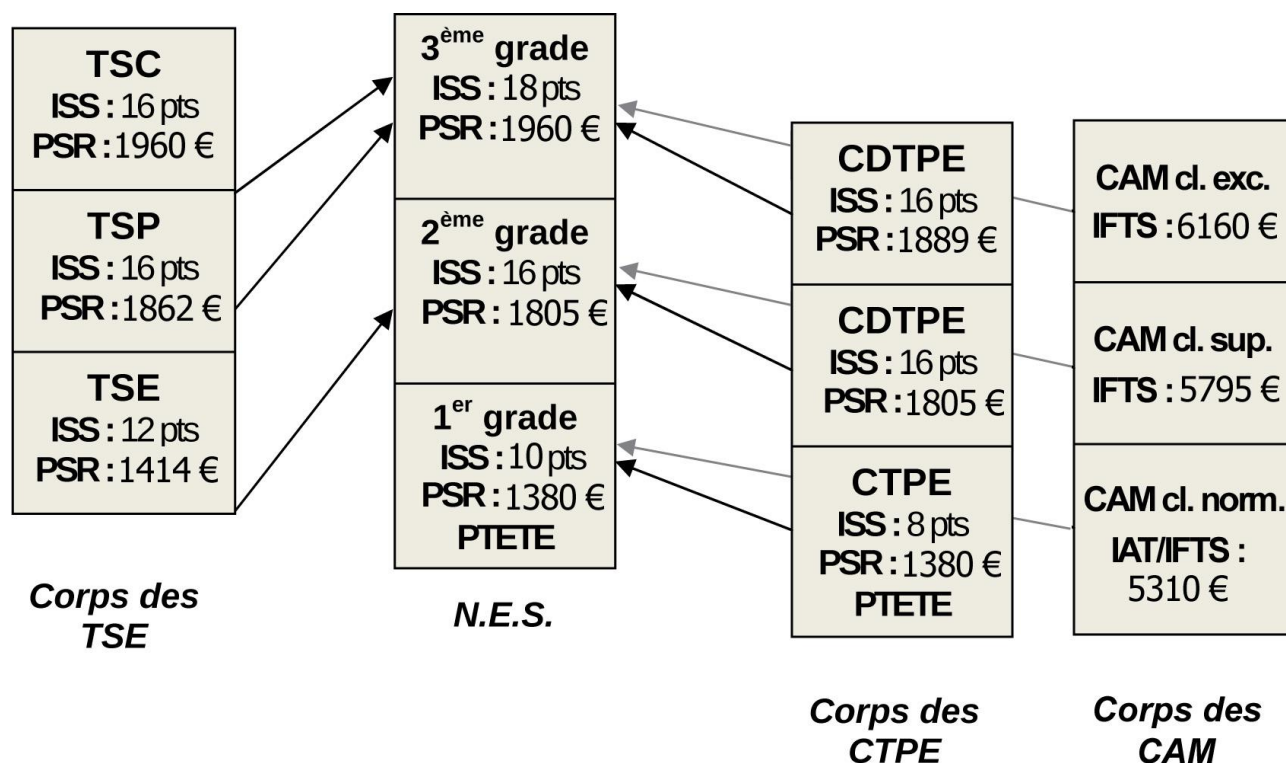 TSC
ISS : 16 pts
PSR : 1960 €
TSP
ISS : 16 pts
PSR : 1862 €
TSE
ISS : 12 pts
PSR : 1414 €
Corps des
TSE
3ème grade
ISS : 18 pts
PSR : 1960 €
2ème grade
ISS : 16 pts
PSR : 1805 €
1er grade
ISS : 10 pts
PSR : 1380 €
PTETE
N.E.S.
CDTPE
ISS : 16 pts
PSR : 1889 €
CDTPE
ISS : 16 pts
PSR : 1805 €
CTPE
ISS : 8 pts
PSR : 1380 €
PTETE
Corps des
CTPE
CAM cl. exc.
IFTS : 6160 €
CAM cl. sup.
IFTS : 5795 €
CAM cl. norm.
IAT/IFTS :
5310 €
Corps des
CAM